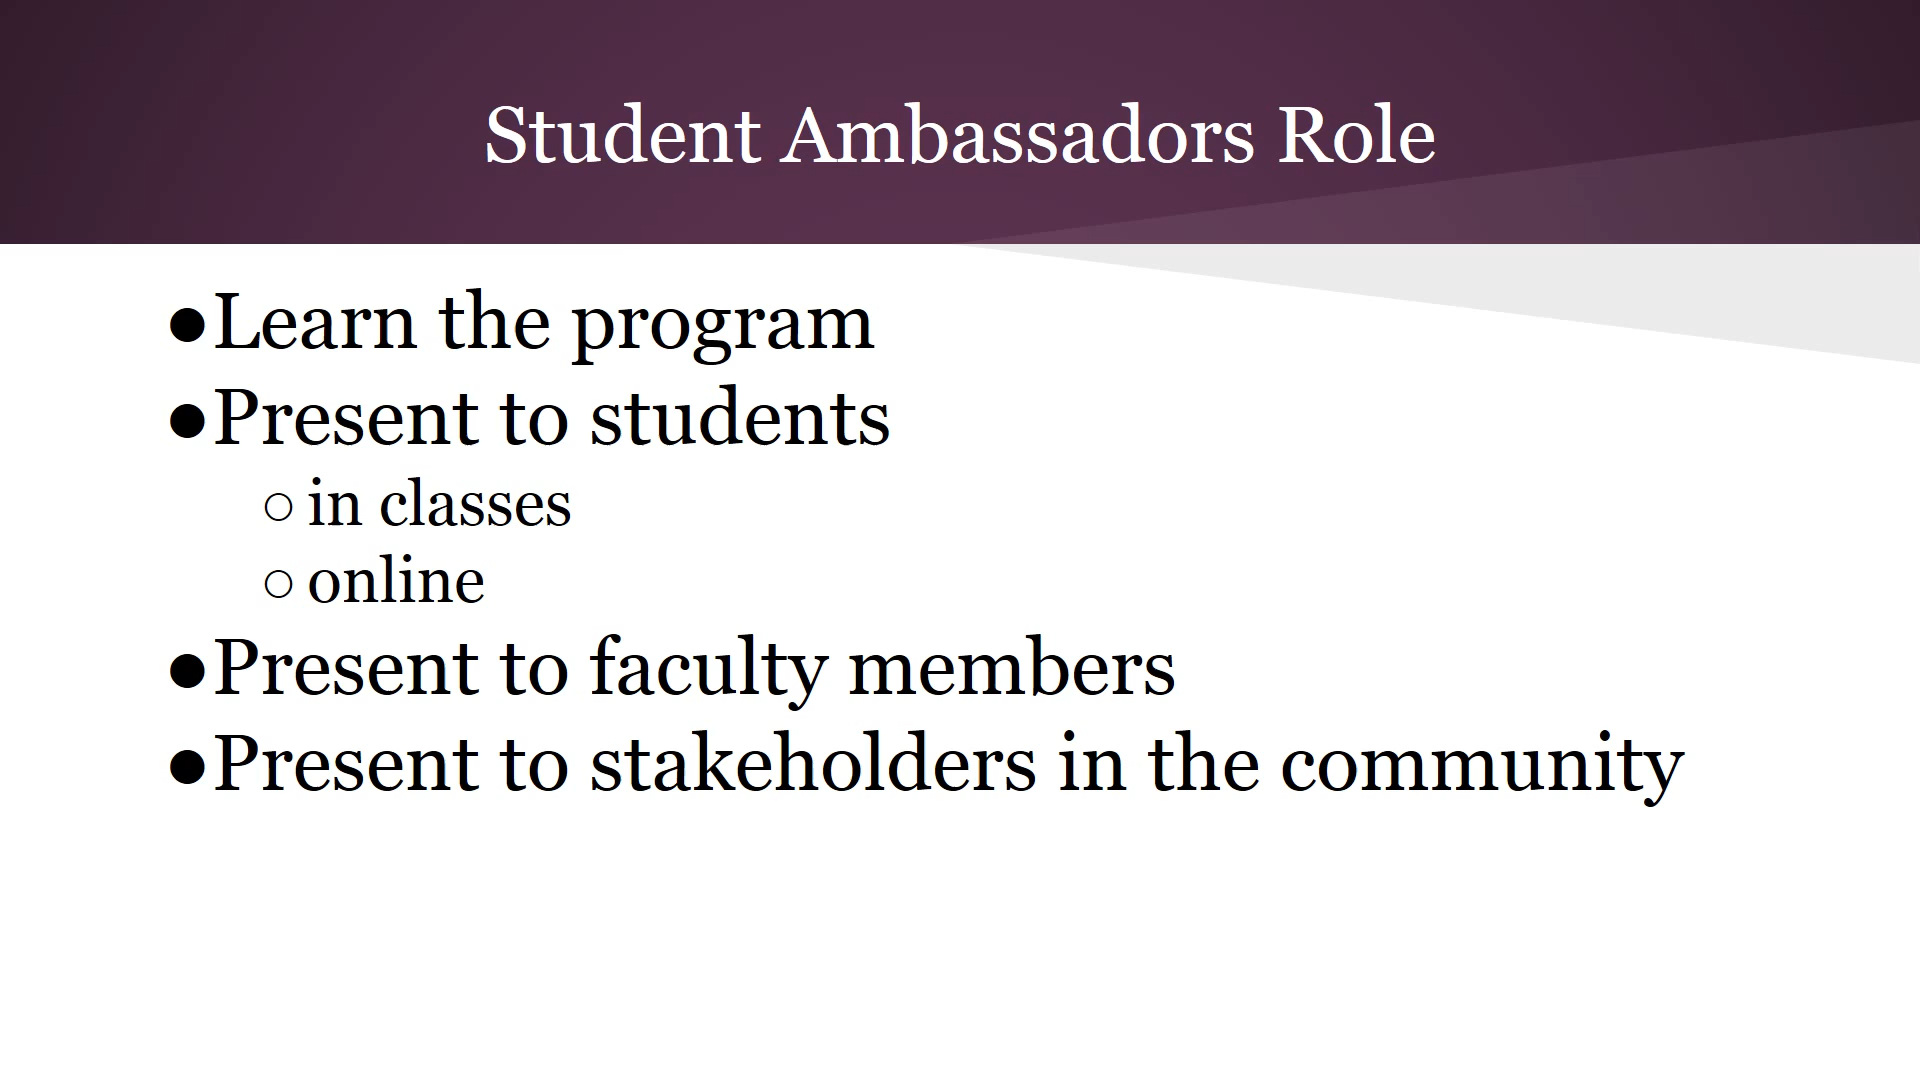 Student Ambassadors Role
●Learn the program
●Present to students
○ in classes
○ online
●Present to faculty members
●Present to stakeholders in the community